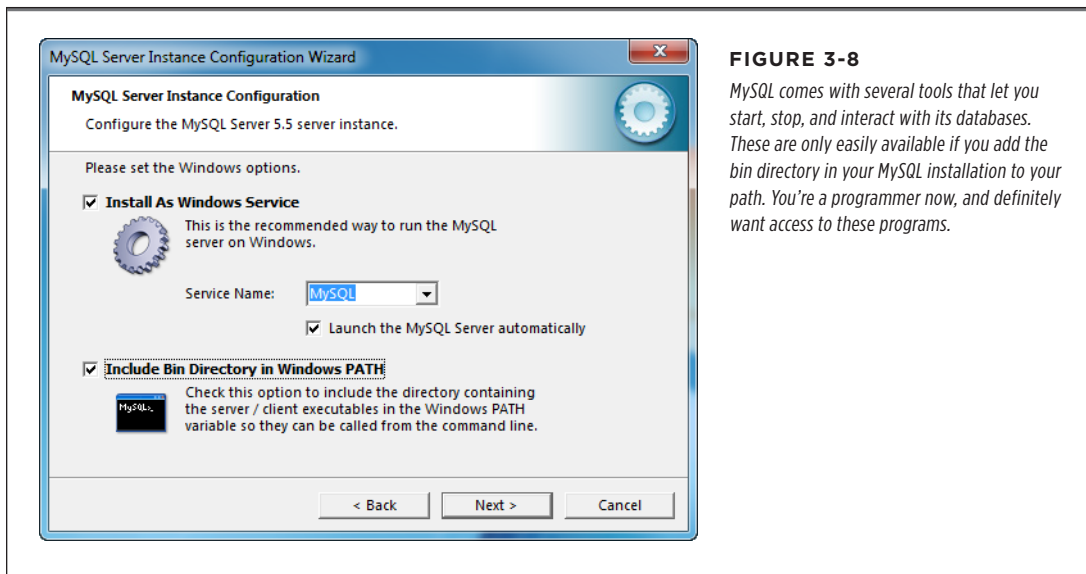 MySQL Server Instance Configuration Wizard
MySQL Server Instance Configuration
Configure the MySQL Server 5.5 server instance.
Please set the Windows options.
Install As Windows Service
This is the recommended way to run the MySQL
server on Windows.
Service Name:
MySQL
Launch the MySQL Server automatically
Include Bin Directory in Windows PATH
MySQL>_
Check this option to include the directory containing
the server / client executables in the Windows PATH
variable so they can be called from the command line.
< Back
Next >
Cancel
FIGURE 3-8
MySQL comes with several tools that let you
start, stop, and interact with its databases.
These are only easily available if you add the
bin directory in your MySQL installation to your
path. You're a programmer now, and definitely
want access to these programs.